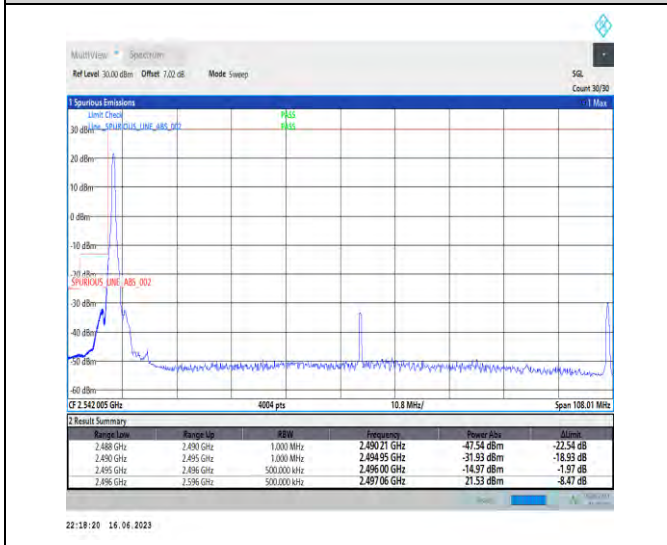 MultiView Spectrum
Ref Level 30.00 dBm Offset 7.02 dB Mode Sweep SGL
Count 30/30
1 Spurious Emissions 1 Max
Limit Check PASS
Line _SPURIOUS_LINE_ABS_002 PASS
30 dBm
20 dBm
10 dBm
0 dBm
-10 dBm
-20 dBm
_SPURIOUS_LINE_ABS_002
-30 dBm
-40 dBm
-50 dBm
-60 dBm
CF 2.542 005 GHz 4004 pts 10.8 MHz/ Span 108.01 MHz
2 Result Summary
Range Low Range Up RBW Frequency Power Abs ΔLimit
2.488 GHz 2.490 GHz 1.000 MHz 2.490 21 GHz -47.54 dBm -22.54 dB
2.490 GHz 2.495 GHz 1.000 MHz 2.494 95 GHz -31.93 dBm -18.93 dB
2.495 GHz 2.496 GHz 500.000 kHz 2.496 00 GHz -14.97 dBm -1.97 dB
2.496 GHz 2.596 GHz 500.000 kHz 2.497 06 GHz 21.53 dBm -8.47 dB
22:18:20 16.06.2023